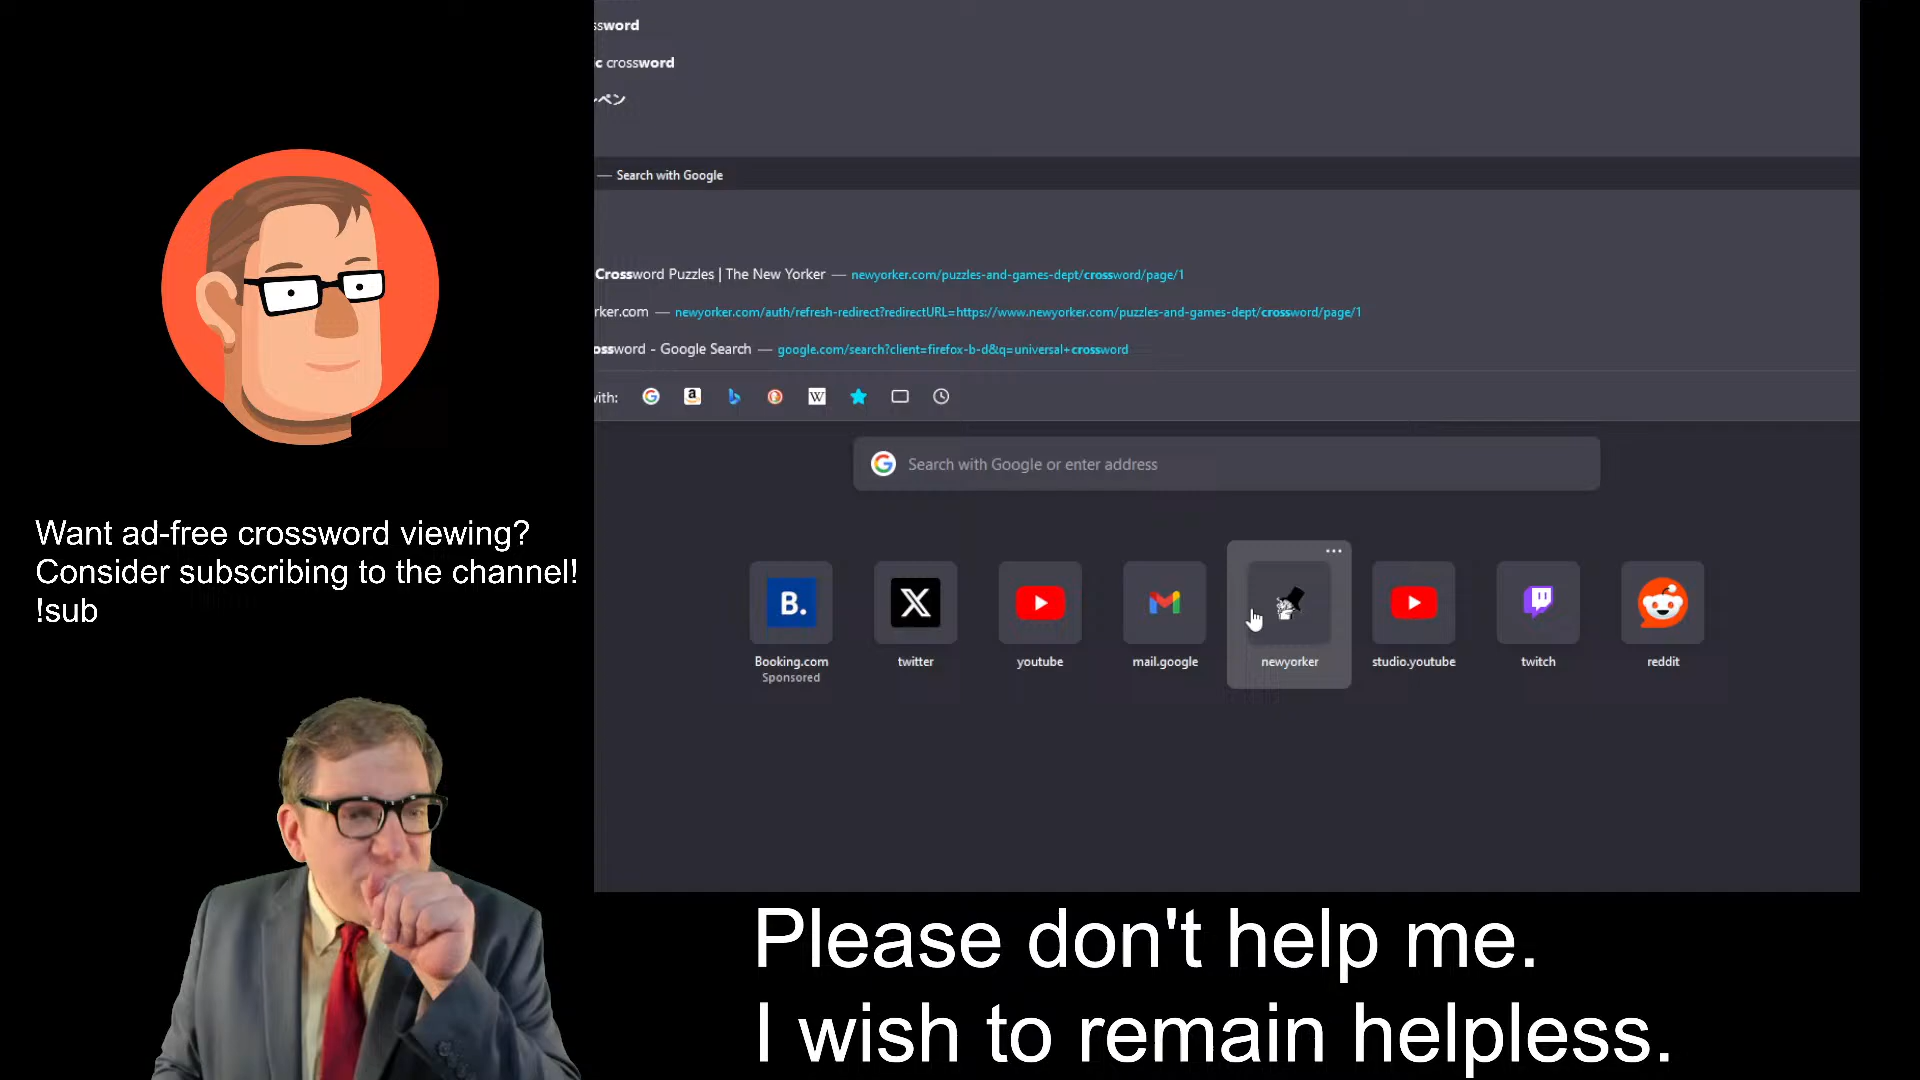 ssword
c crossword
ペン
— Search with Google
Crossword Puzzles | The New Yorker — newyorker.com/puzzles-and-games-dept/crossword/page/1
rker.com — newyorker.com/auth/refresh-redirect?redirectURL=https://www.newyorker.com/puzzles-and-games-dept/crossword/page/1
ossword - Google Search — google.com/search?client=firefox-b-d&q=universal+crossword
with:
G
a
W
Search with Google or enter address
B.
X
Booking.com
Sponsored
twitter
youtube
mail.google
newyorker
studio.youtube
twitch
reddit
Want ad-free crossword viewing?
Consider subscribing to the channel!
!sub
Please don't help me.
I wish to remain helpless.